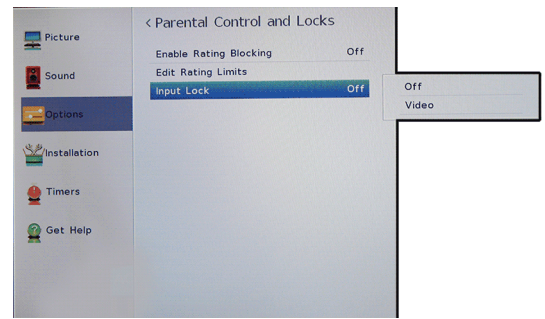 Picture
Sound
Options
Installation
Timers
Get Help
< Parental Control and Locks
Enable Rating Blocking Off
Edit Rating Limits
Input Lock Off
Off
Video